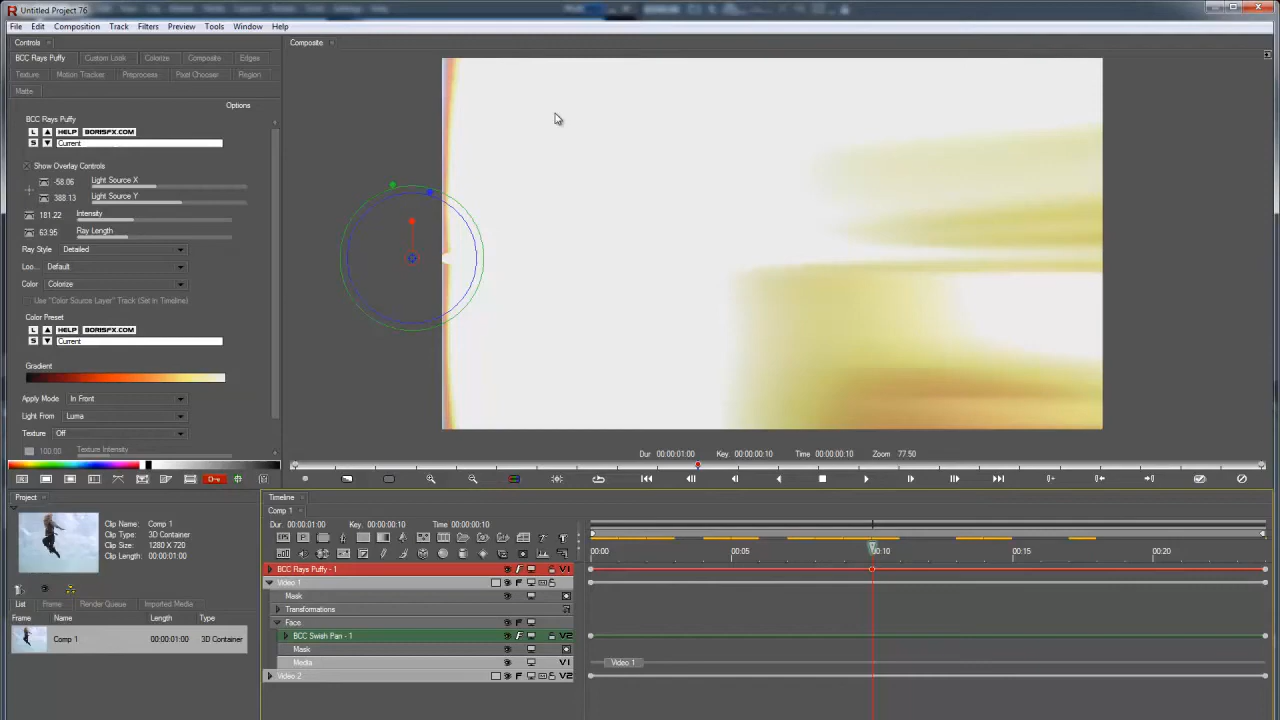 Untitled Project 76
File Edit Composition Track Filters Preview Tools Window Help
Controls
Composite
BCC Rays Puffy Custom Look Colorize Composite Edges
Texture Motion Tracker Preprocess Pixel Chooser Region
Matte
Options
BCC Rays Puffy
L HELP BORISFX.COM
S Current
Show Overlay Controls
-58.06 Light Source X
388.13 Light Source Y
181.22 Intensity
63.95 Ray Length
Ray Style Detailed
Loo... Default
Color Colorize
Use "Color Source Layer" Track (Set in Timeline)
Color Preset
L HELP BORISFX.COM
S Current
Gradient
Apply Mode In Front
Light From Luma
Texture Off
100.00 Texture Intensity
Dur 00:00:01:00 Key 00:00:00:10 Time 00:00:00:10 Zoom 77.50
Project
Clip Name: Comp 1
Clip Type: 3D Container
Clip Size: 1280 X 720
Clip Length: 00:00:01:00
List Frame Render Queue Imported Media
Frame Name Length Type
Comp 1 00:00:01:00 3D Container
Timeline
Comp 1
Dur. 00:00:01:00 Key 00:00:00:10 Time 00:00:00:10
00:00 00:05 00:10 00:15 00:20
BCC Rays Puffy - 1 V1
Video 1
Mask
Transformations
Face
BCC Swish Pan - 1 V2
Mask
Media V1 Video 1
Video 2 V2